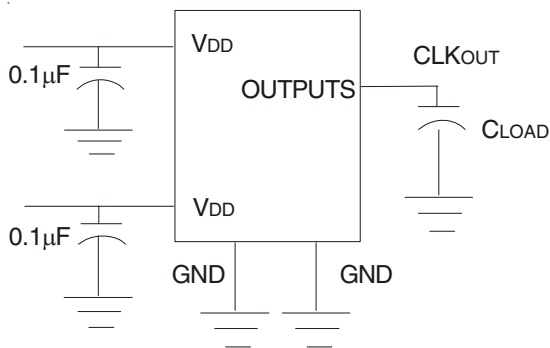 VDD
CLKOUT
0.1μF
OUTPUTS
CLOAD
VDD
0.1μF
GND
GND